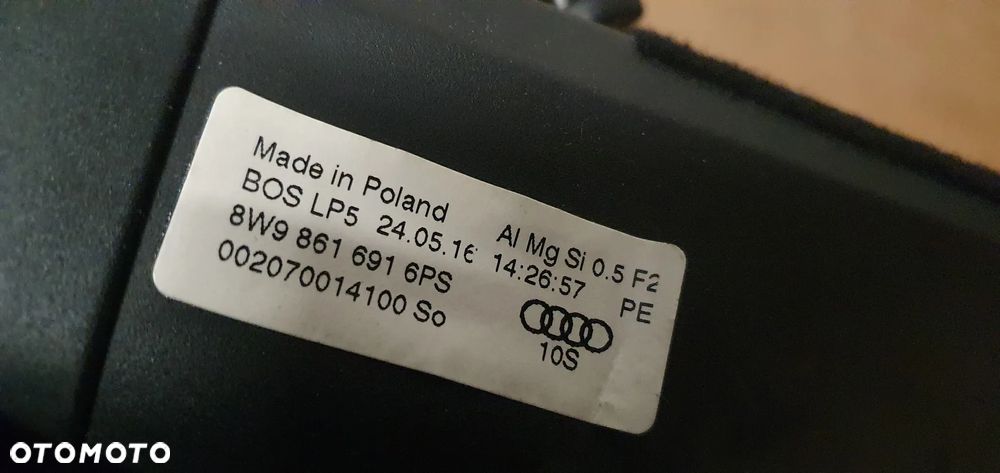 Made in Poland
BOS LP5 24.05.16 Al Mg Si 0.5 F2
8W9 861 691 6PS 14:26:57 PE
002070014100 So
10S
OTOMOTO